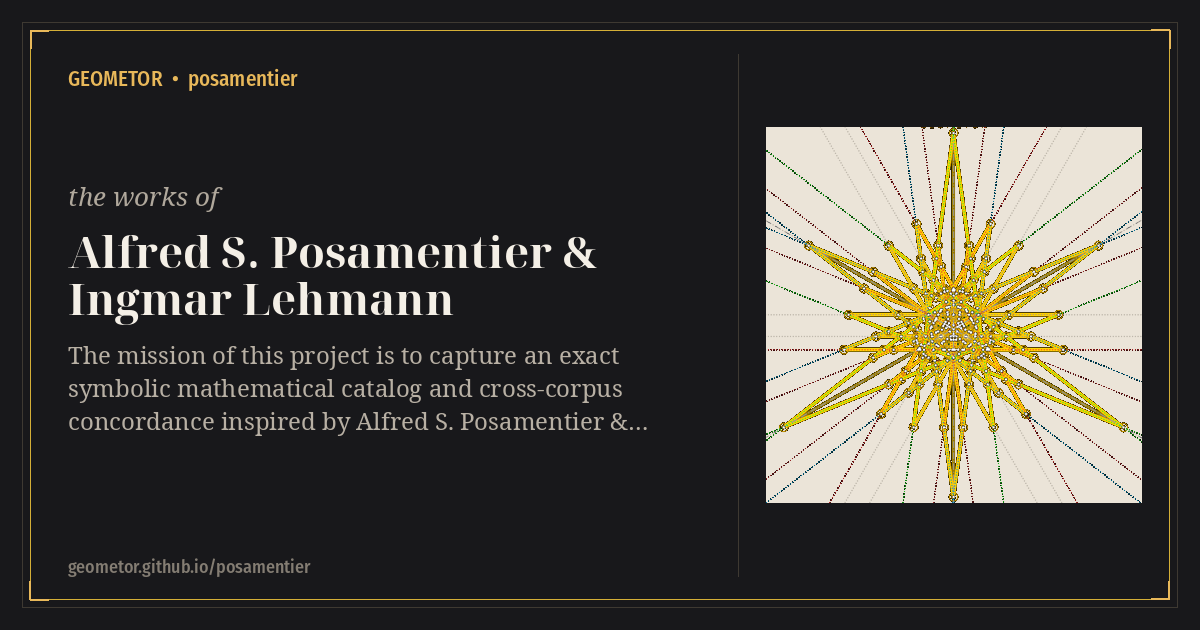 GEOMETOR • posamentier
the works of
Alfred S. Posamentier &
Ingmar Lehmann
The mission of this project is to capture an exact
symbolic mathematical catalog and cross-corpus
concordance inspired by Alfred S. Posamentier &...
geometor.github.io/posamentier